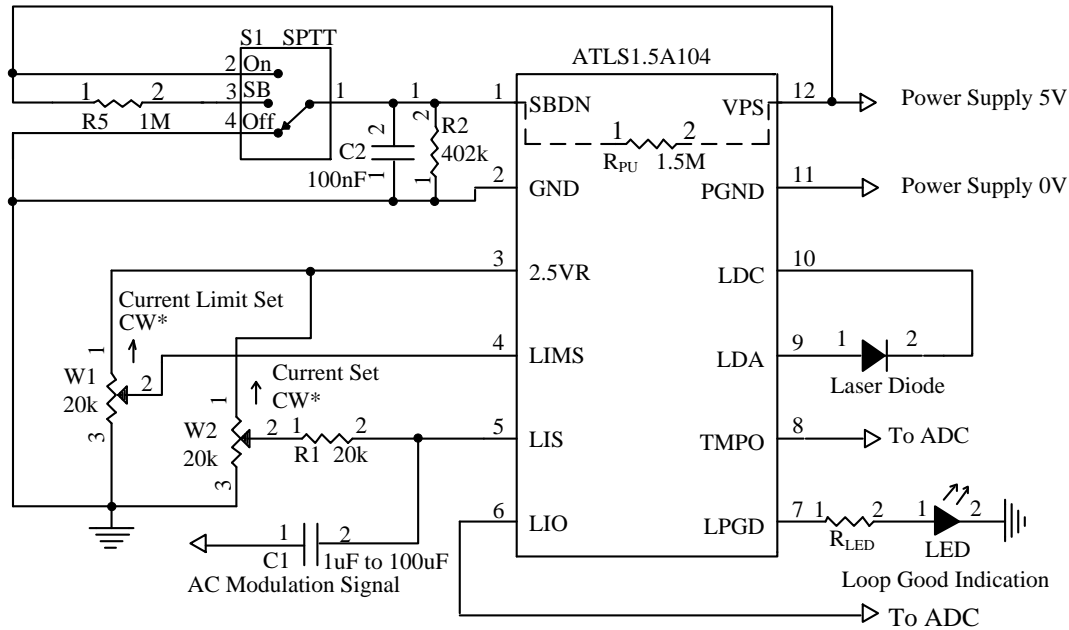 S1 SPTT
ATLS1.5A104
2 On
1 2 3 SB
R5 1M 4 Off
1 1 1 SBDN
VPS 12 Power Supply 5V
2 2 R2
C2 402k
1 1
100nF
1 2
RPU 1.5M
2 GND
PGND 11 Power Supply 0V
3 2.5VR
LDC 10
Current Limit Set
CW*
1
W1 2
20k
3
4 LIMS
LDA 9 1 2
Laser Diode
Current Set
CW*
1
W2 2 1 2
20k R1 20k
3
5 LIS
TMPO 8 To ADC
6 LIO
LPGD 7 1 2 1 2
RLED LED
Loop Good Indication
1 2
C1 1uF to 100uF
AC Modulation Signal
To ADC